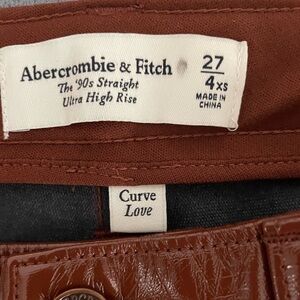 Abercrombie & Fitch
The '90s Straight
Ultra High Rise
27
4XS
MADE IN
CHINA
Curve
Love